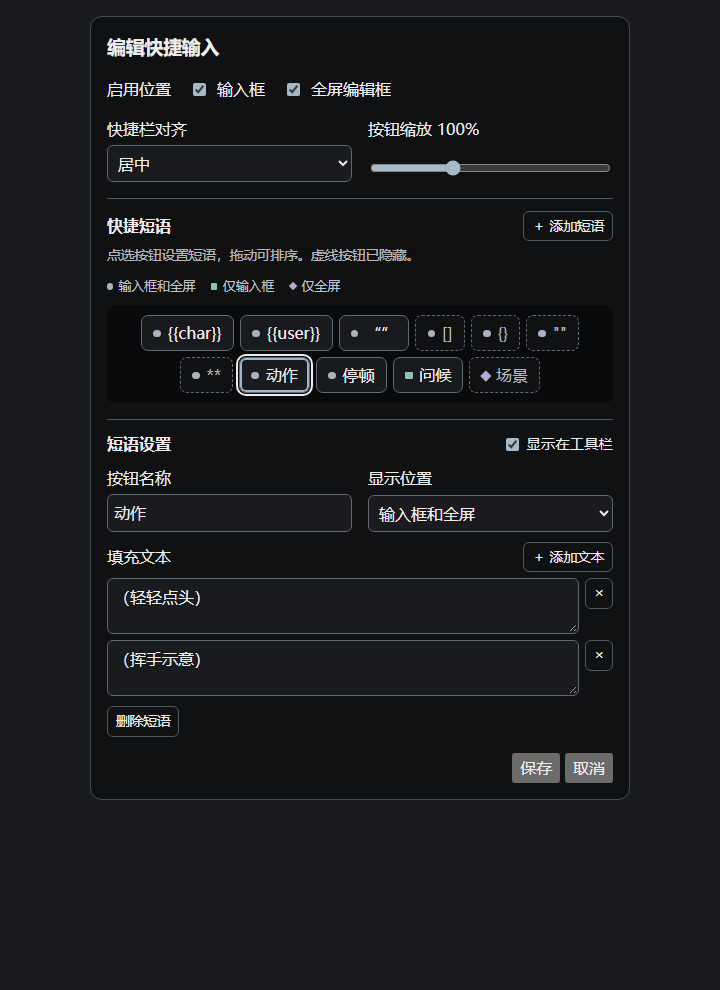 编辑快捷输入
启用位置 输入框 全屏编辑框
快捷栏对齐 按钮缩放 100%
居中
快捷短语 + 添加短语
点选按钮设置短语，拖动可排序。虚线按钮已隐藏。
输入框和全屏 仅输入框 仅全屏
{{char}} {{user}} “” [] {} ""
** 动作 停顿 问候 场景
短语设置 显示在工具栏
按钮名称 显示位置
动作 输入框和全屏
填充文本 + 添加文本
（轻轻点头） ×
（挥手示意） ×
删除短语
保存 取消